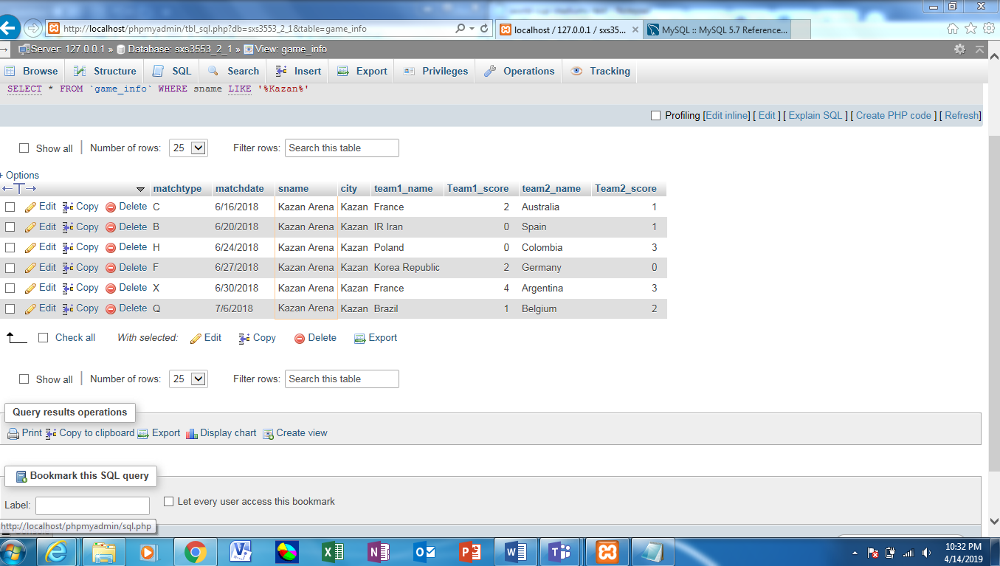 http://localhost/phpmyadmin/tbl_sql.php?db=sxs3553_2_1&table=game_info
localhost / 127.0.0.1 / sxs35...
MySQL :: MySQL 5.7 Reference...
Server: 127.0.0.1 » Database: sxs3553_2_1 » View: game_info
Browse Structure SQL Search Insert Export Privileges Operations Tracking
SELECT * FROM `game_info` WHERE sname LIKE '%Kazan%'
Profiling [Edit inline] [ Edit ] [ Explain SQL ] [ Create PHP code ] [ Refresh]
Show all Number of rows: 25 Filter rows: Search this table
+ Options
matchtype matchdate sname city team1_name Team1_score team2_name Team2_score
Edit Copy Delete C 6/16/2018 Kazan Arena Kazan France 2 Australia 1
Edit Copy Delete B 6/20/2018 Kazan Arena Kazan IR Iran 0 Spain 1
Edit Copy Delete H 6/24/2018 Kazan Arena Kazan Poland 0 Colombia 3
Edit Copy Delete F 6/27/2018 Kazan Arena Kazan Korea Republic 2 Germany 0
Edit Copy Delete X 6/30/2018 Kazan Arena Kazan France 4 Argentina 3
Edit Copy Delete Q 7/6/2018 Kazan Arena Kazan Brazil 1 Belgium 2
Check all With selected: Edit Copy Delete Export
Show all Number of rows: 25 Filter rows: Search this table
Query results operations
Print Copy to clipboard Export Display chart Create view
Bookmark this SQL query
Label: Let every user access this bookmark
http://localhost/phpmyadmin/sql.php
10:32 PM
4/14/2019